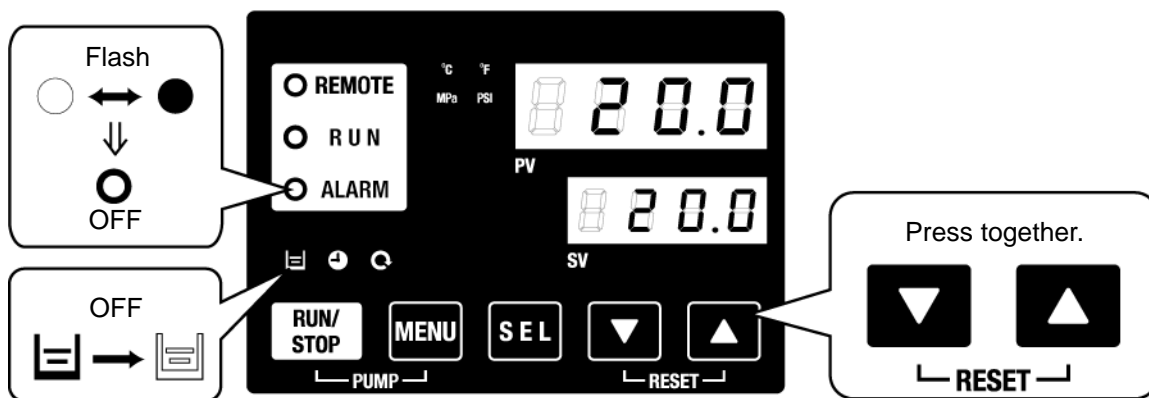 Flash
OFF
OFF
REMOTE
RUN
ALARM
°C °F
MPa PSI
20.0
PV
20.0
SV
RUN/
STOP
MENU
SEL
PUMP
RESET
Press together.
RESET